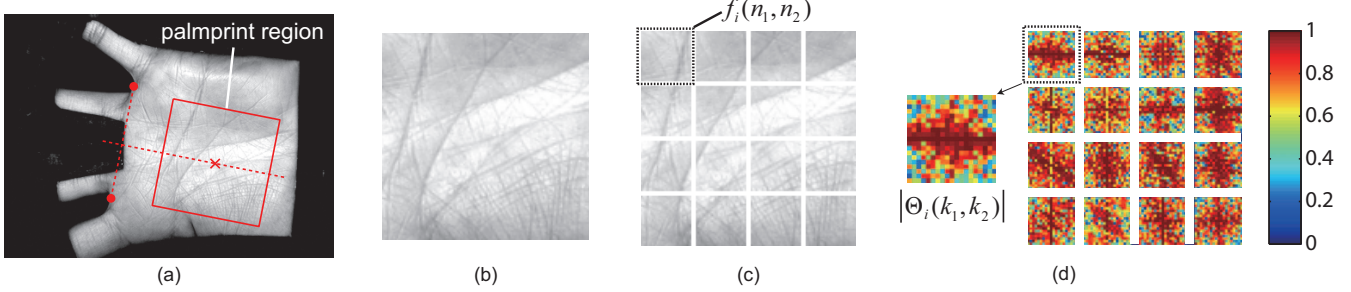 palmprint region
f_i(n_1, n_2)
|Θ_i(k_1, k_2)|
1
0.8
0.6
0.4
0.2
0
(a)
(b)
(c)
(d)